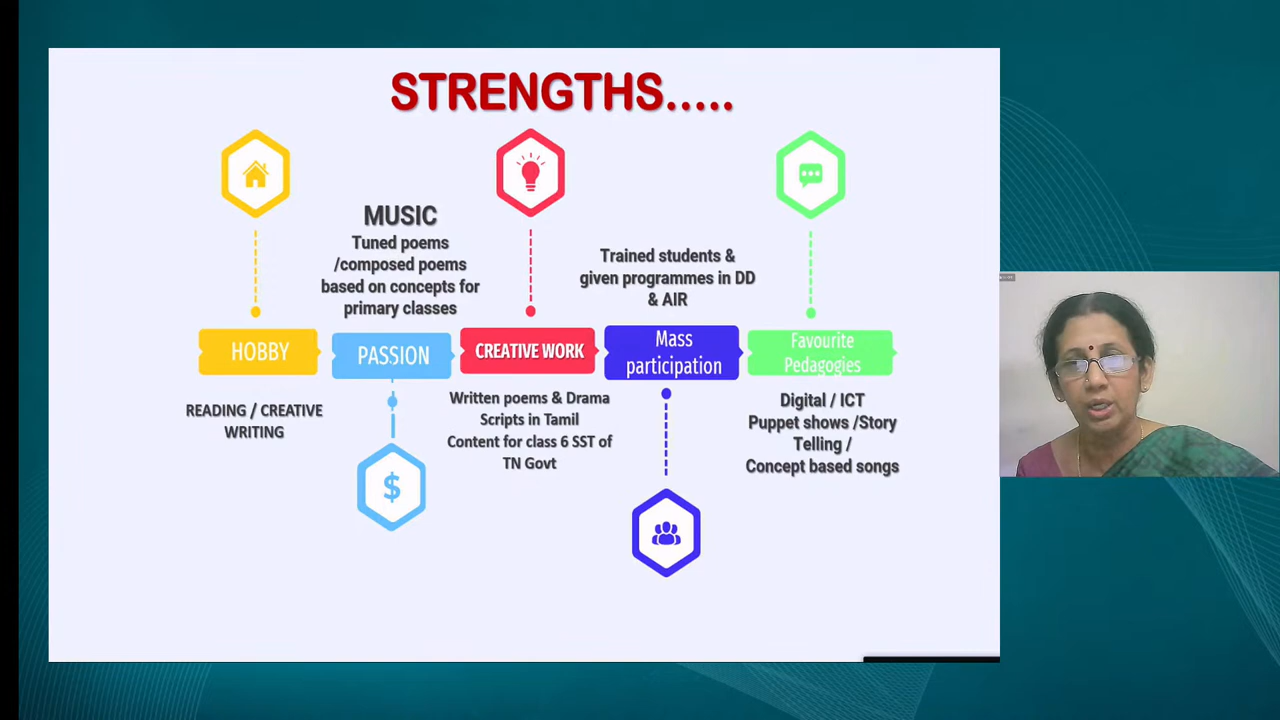 STRENGTHS.....
MUSIC
Tuned poems
/composed poems
based on concepts for
primary classes
Trained students &
given programmes in DD
& AIR
HOBBY
PASSION
CREATIVE WORK
Mass
participation
Favourite
Pedagogies
READING / CREATIVE
WRITING
Written poems & Drama
Scripts in Tamil
Content for class 6 SST of
TN Govt
Digital / ICT
Puppet shows /Story
Telling /
Concept based songs
$